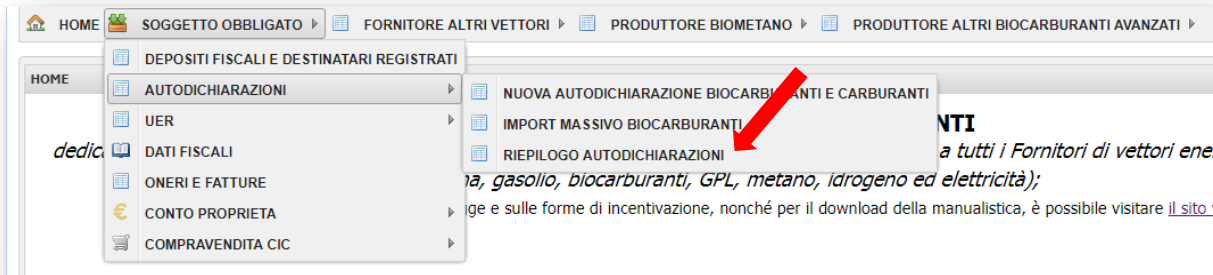 HOME SOGGETTO OBBLIGATO FORNITORE ALTRI VETTORI PRODUTTORE BIOMETANO PRODUTTORE ALTRI BIOCARBURANTI AVANZATI
DEPOSITI FISCALI E DESTINATARI REGISTRATI
HOME
AUTODICHIARAZIONI
NUOVA AUTODICHIARAZIONE BIOCARBURANTI E CARBURANTI
UER
IMPORT MASSIVO BIOCARBURANTI
NTI
dedic
DATI FISCALI
RIEPILOGO AUTODICHIARAZIONI
a tutti i Fornitori di vettori ene
ONERI E FATTURE
na, gasolio, biocarburanti, GPL, metano, idrogeno ed elettricità);
CONTO PROPRIETA
ge e sulle forme di incentivazione, nonché per il download della manualistica, è possibile visitare il sito
COMPRAVENDITA CIC